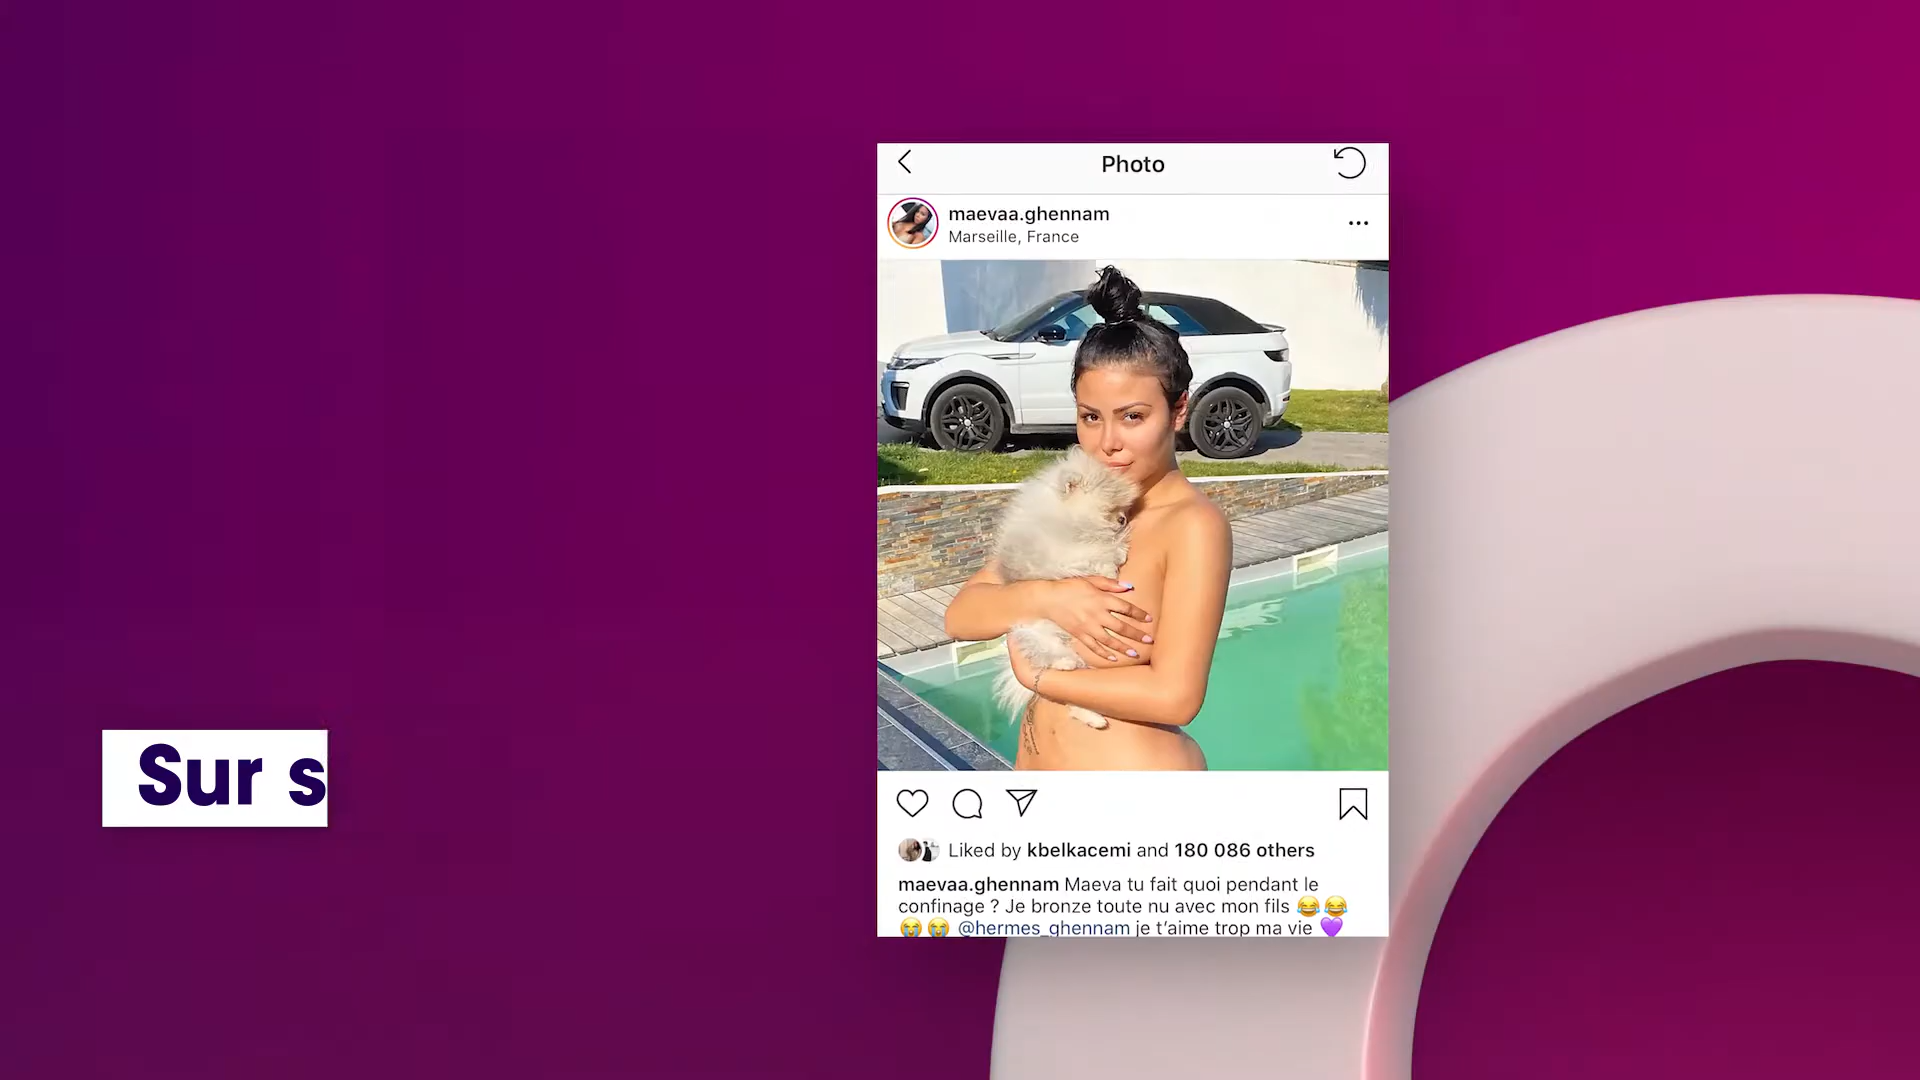 Photo
maevaa.ghennam
Marseille, France
Sur s
Liked by kbelkacemi and 180 086 others
maevaa.ghennam Maeva tu fait quoi pendant le
confinage ? Je bronze toute nu avec mon fils 😂😂
😭😭 @hermes_ghennam je t’aime trop ma vie 💜